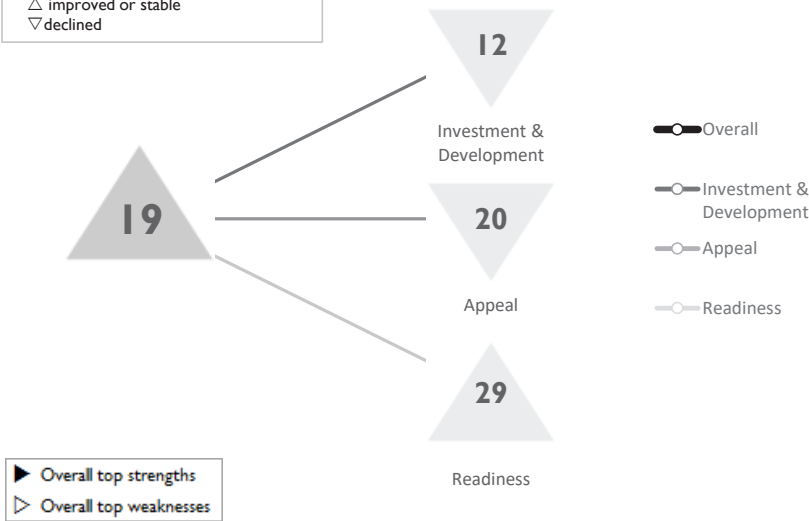 △ improved or stable
▽ declined
12
Investment &
Development
19
20
Appeal
29
Readiness
Overall
Investment &
Development
Appeal
Readiness
▶ Overall top strengths
▷ Overall top weaknesses